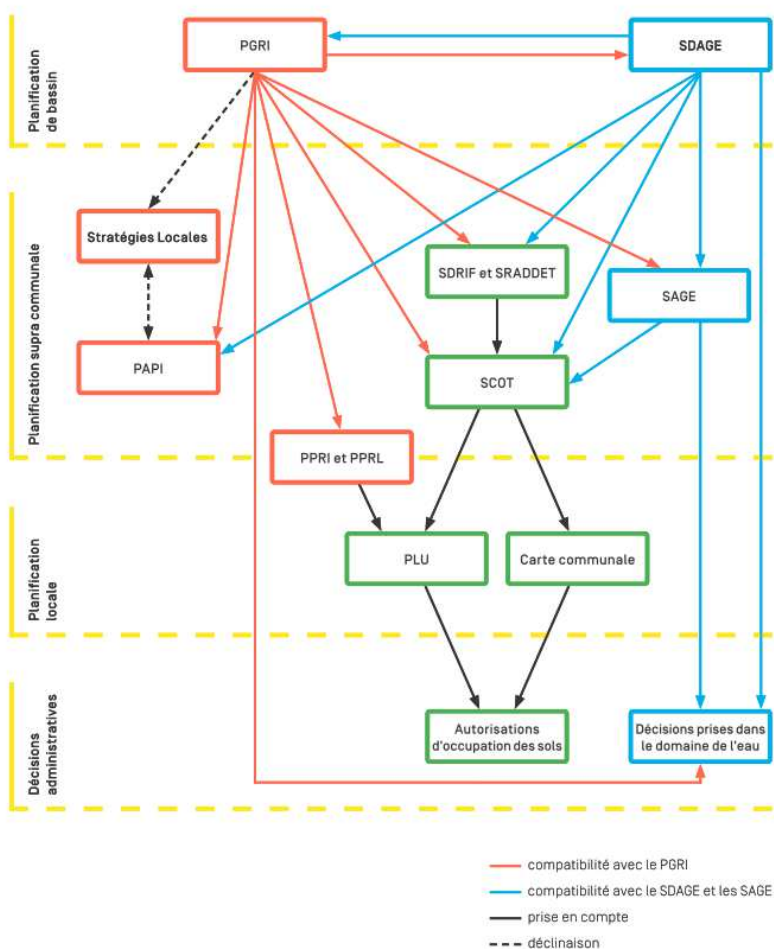 PGRI
SDAGE
Planification
de bassin
Stratégies Locales
SDRIF et SRADDET
SAGE
PAPI
SCOT
Planification supra communale
PPRI et PPRL
PLU
Carte communale
Planification
locale
Autorisations
d'occupation des sols
Décisions prises dans
le domaine de l'eau
Décisions
administratives
compatibilité avec le PGRI
compatibilité avec le SDAGE et les SAGE
prise en compte
déclinaison